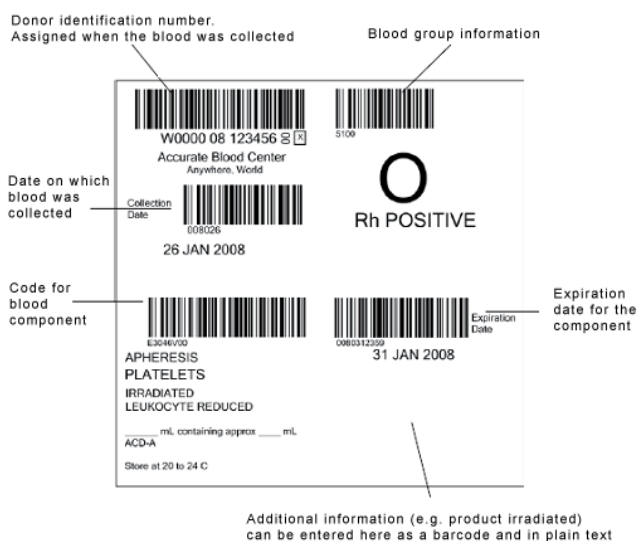 Donor identification number.
Assigned when the blood was collected
Blood group information
W0000 08 123456 00 X
5100
Accurate Blood Center
Anywhere, World
O
Rh POSITIVE
Date on which
blood was
collected
Collection
Date
008026
26 JAN 2008
Code for
blood
component
E3046V00
0080312359
Expiration
Date
Expiration
date for the
component
31 JAN 2008
APHERESIS
PLATELETS
IRRADIATED
LEUKOCYTE REDUCED
_____ mL containing approx ____ mL
ACD-A
Store at 20 to 24 C
Additional information (e.g. product irradiated)
can be entered here as a barcode and in plain text